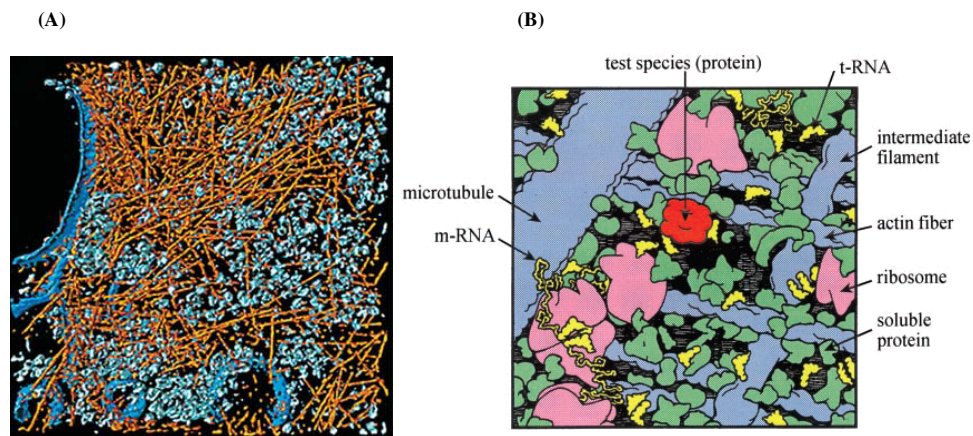 (A)
(B)
test species (protein)
t-RNA
intermediate
filament
microtubule
actin fiber
m-RNA
ribosome
soluble
protein